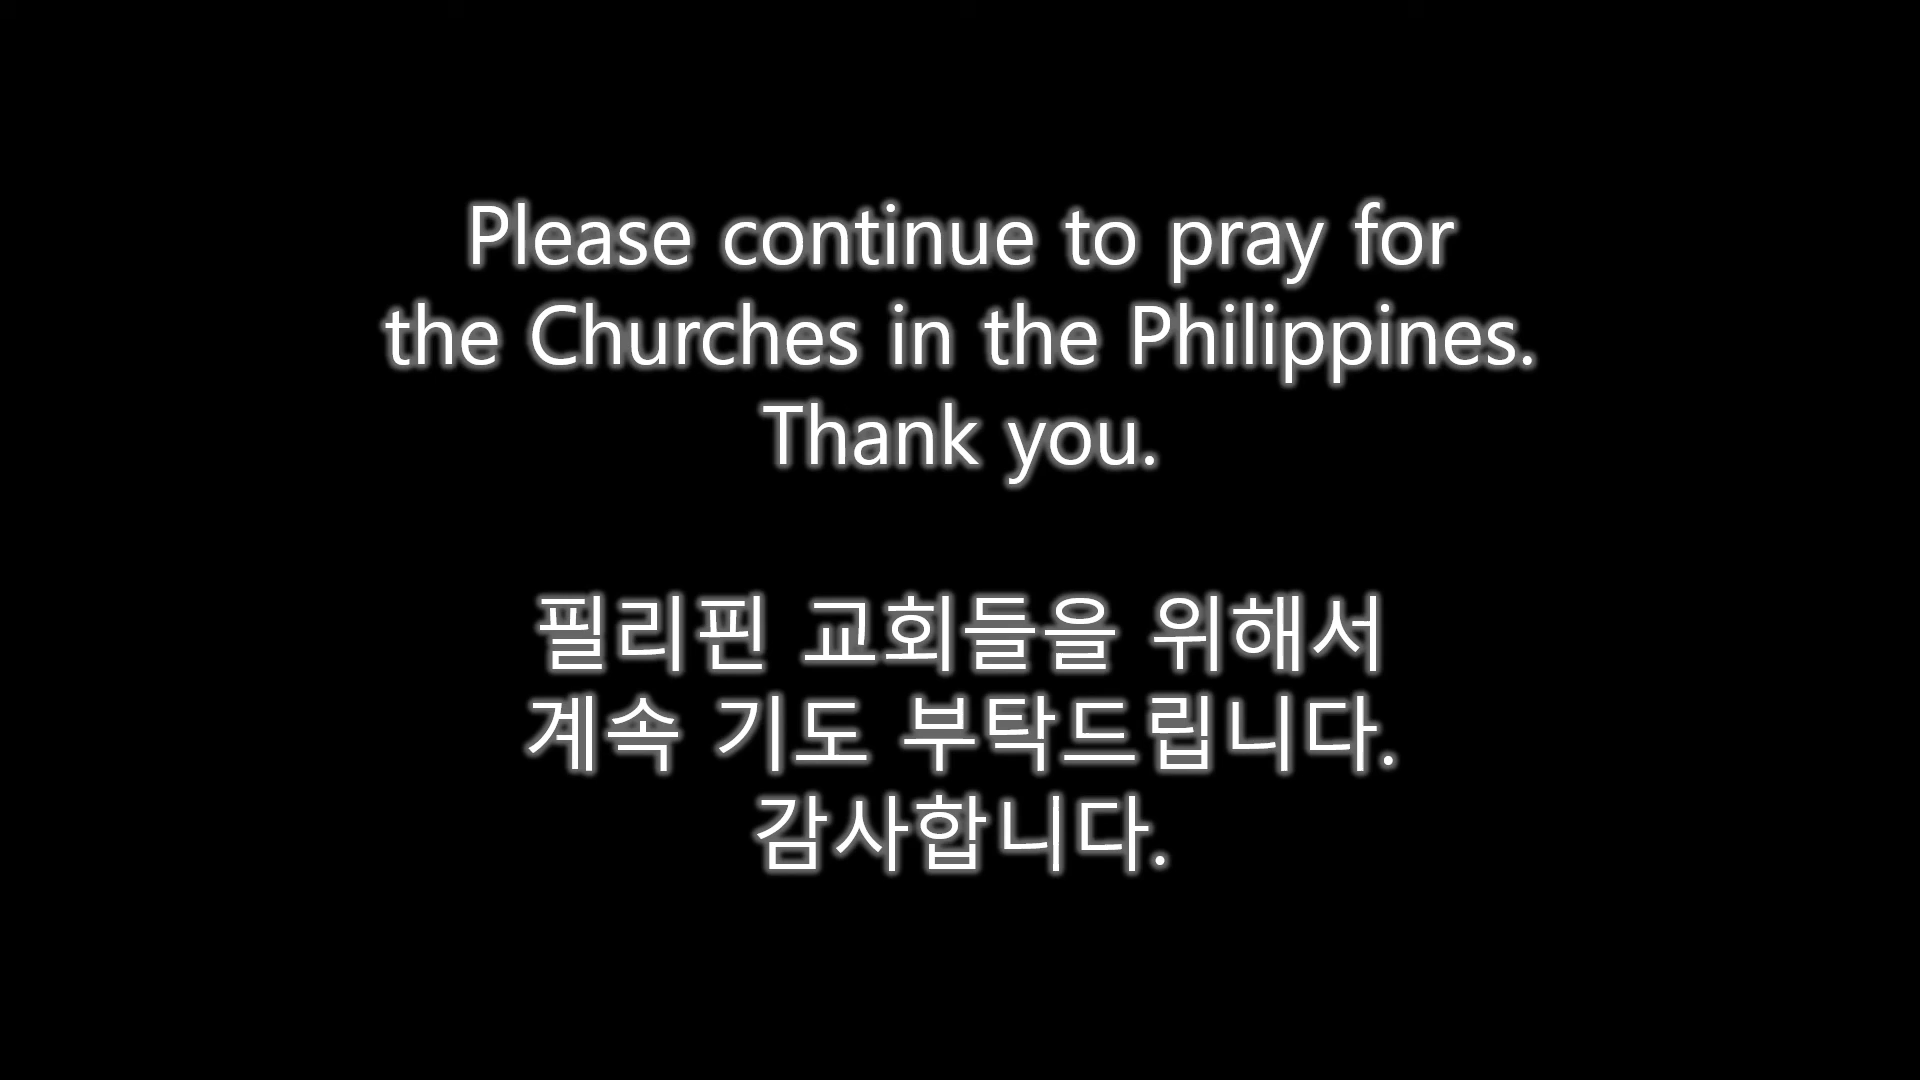 Please continue to pray for
the Churches in the Philippines.
Thank you.
필리핀 교회들을 위해서
계속 기도 부탁드립니다.
감사합니다.